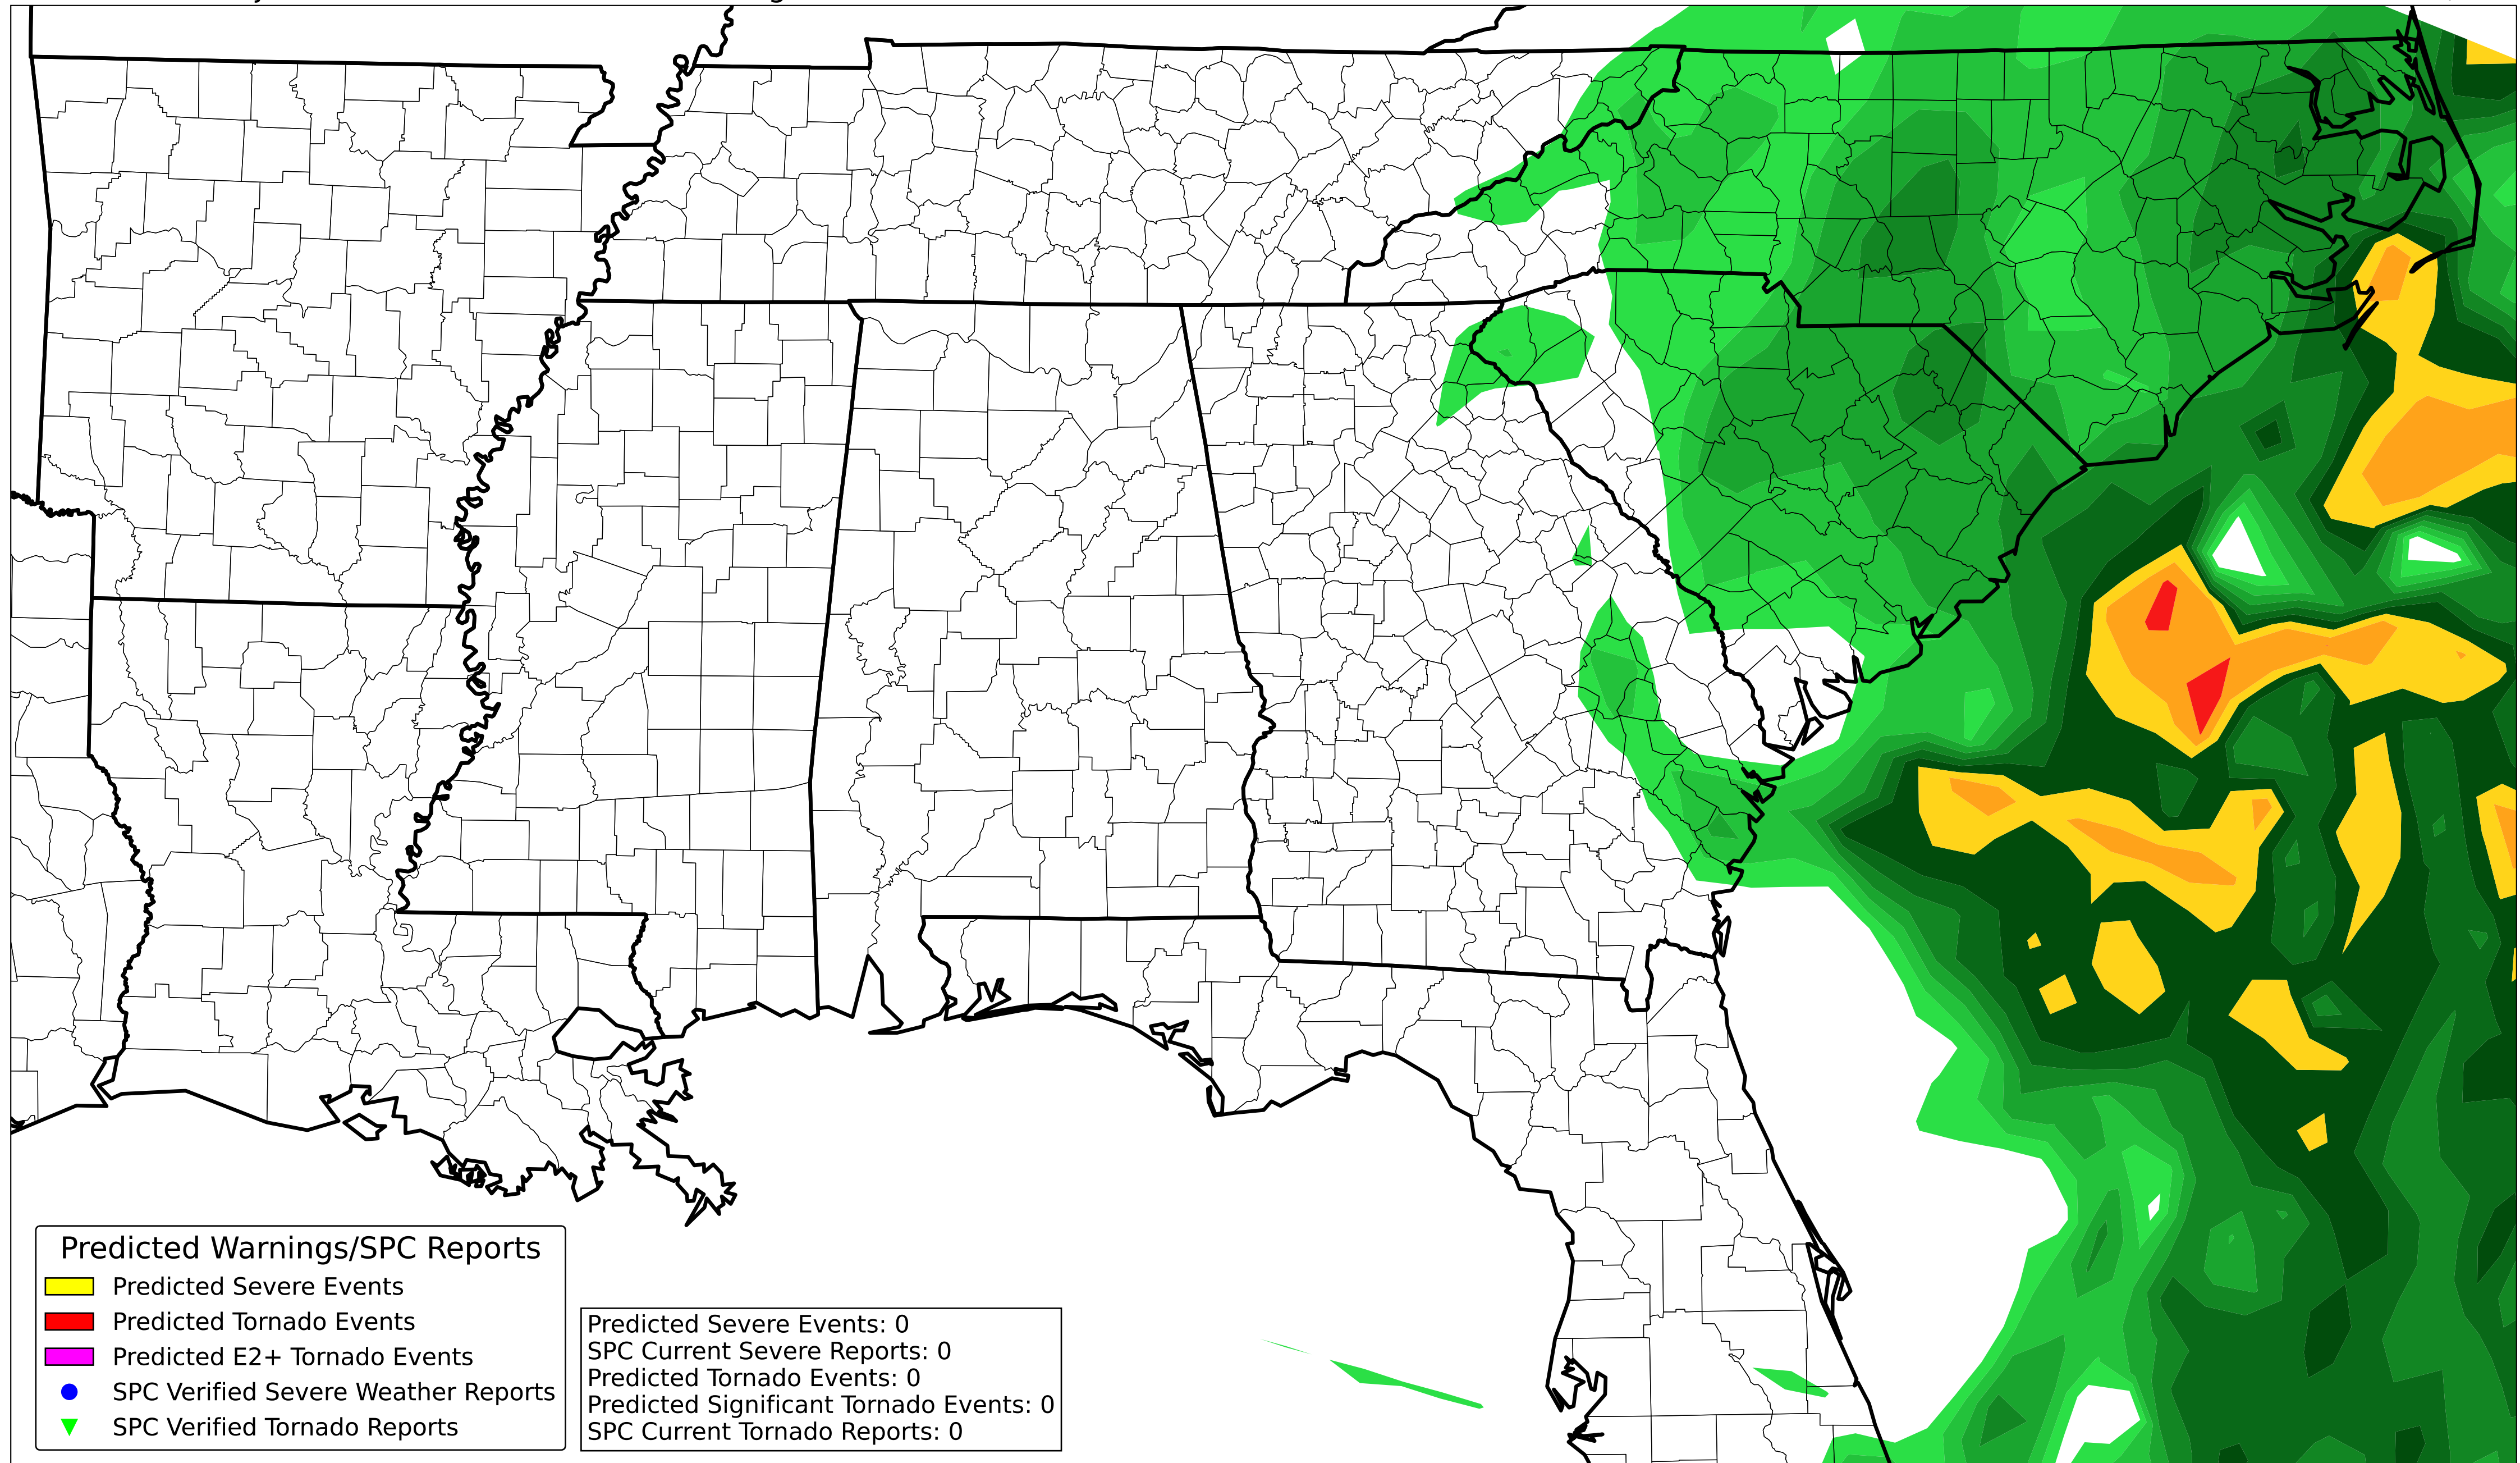 Predicted Warnings/SPC Reports
Predicted Severe Events
Predicted Tornado Events
Predicted E2+ Tornado Events
SPC Verified Severe Weather Reports
SPC Verified Tornado Reports
Predicted Severe Events: 0
SPC Current Severe Reports: 0
Predicted Tornado Events: 0
Predicted Significant Tornado Events: 0
SPC Current Tornado Reports: 0